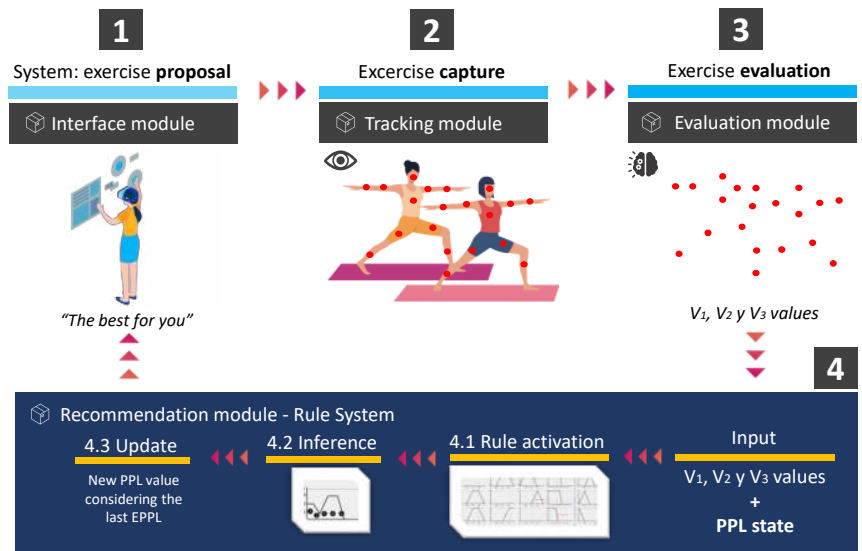 1
System: exercise proposal
Interface module
"The best for you"
2
Excercise capture
Tracking module
3
Exercise evaluation
Evaluation module
V1, V2 y V3 values
4
Recommendation module - Rule System
4.3 Update
New PPL value
considering the
last EPPL
4.2 Inference
4.1 Rule activation
Input
V1, V2 y V3 values
+
PPL state